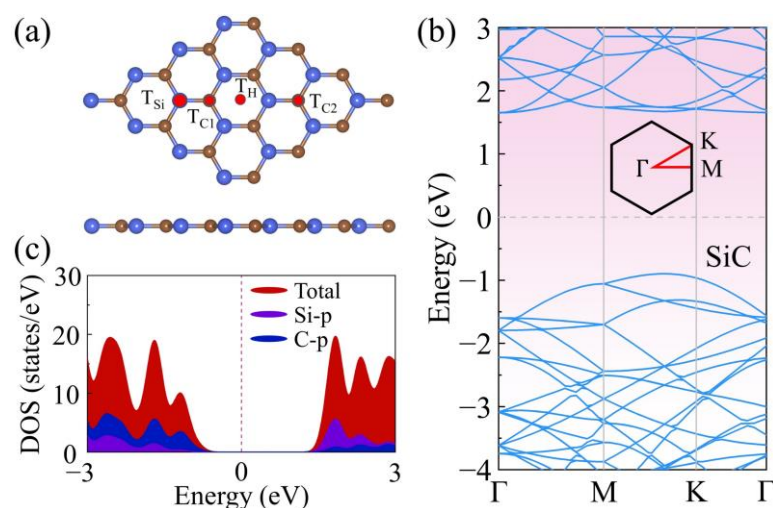 (a)
T_Si
T_C1
T_H
T_C2
(b)
Energy (eV)
3
2
1
0
−1
−2
−3
−4
Γ
M
K
Γ
K
Γ
M
SiC
(c)
DOS (states/eV)
30
20
10
0
Total
Si-p
C-p
−3
0
3
Energy (eV)